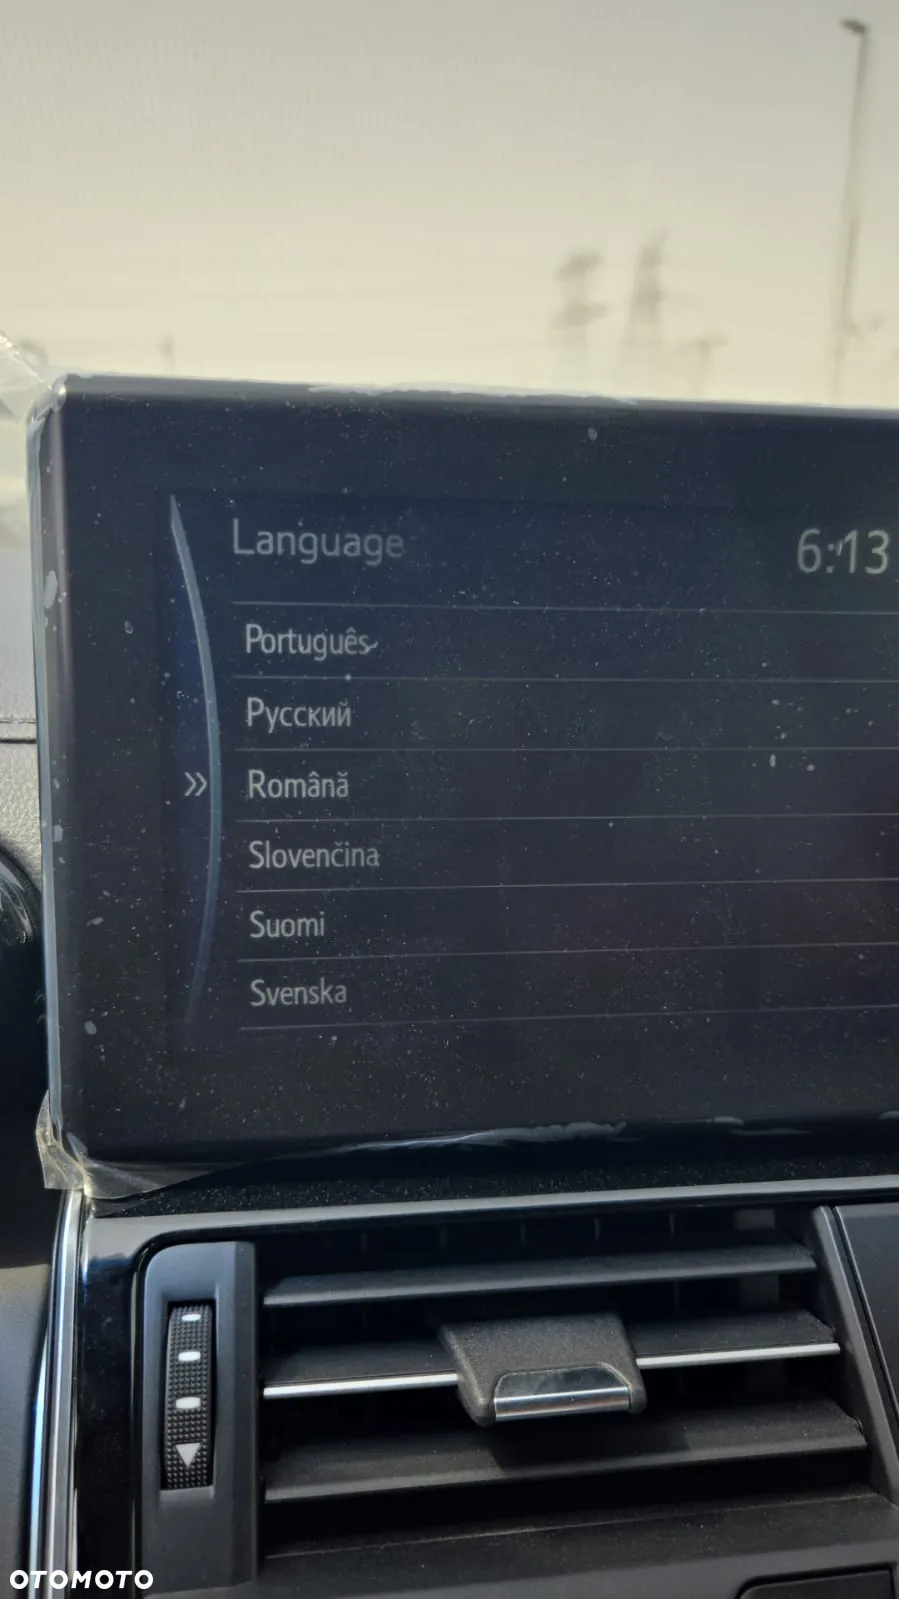 Language
6:13
Português
Русский
» Română
Slovenčina
Suomi
Svenska
OTOMOTO